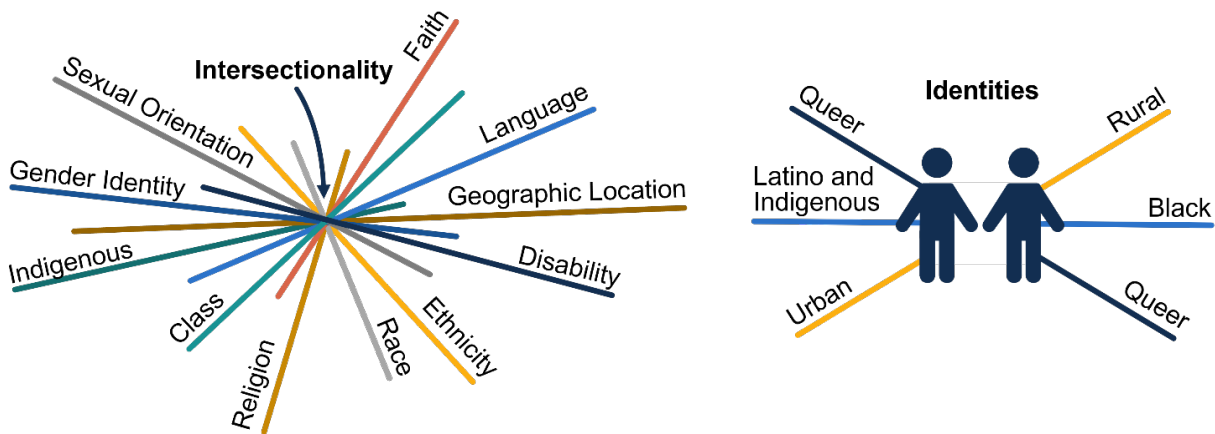 Intersectionality
Faith
Sexual Orientation
Language
Gender Identity
Geographic Location
Indigenous
Disability
Class
Ethnicity
Race
Religion
Identities
Queer
Rural
Latino and
Indigenous
Black
Urban
Queer